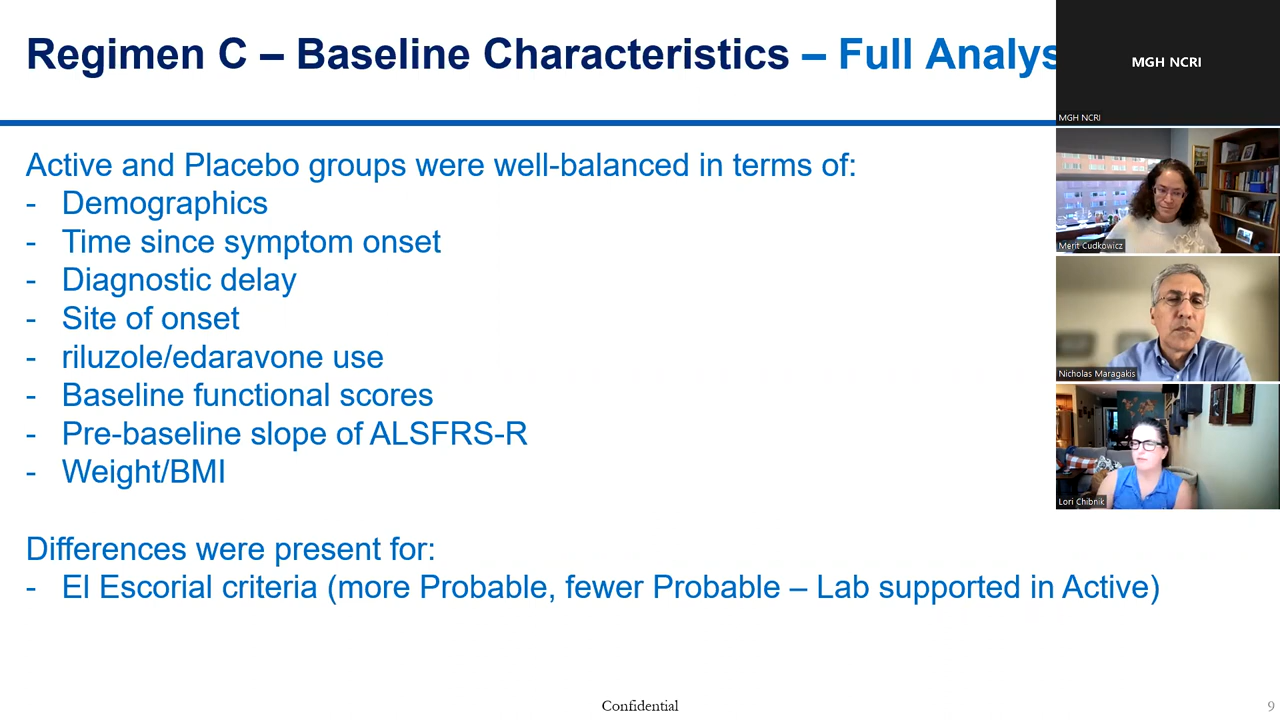 Regimen C – Baseline Characteristics – Full Analys
MGH NCRI
MGH NCRI
Active and Placebo groups were well-balanced in terms of:
- Demographics
- Time since symptom onset
- Diagnostic delay
- Site of onset
- riluzole/edaravone use
- Baseline functional scores
- Pre-baseline slope of ALSFRS-R
- Weight/BMI
Merit Cudkowicz
Nicholas Maragakis
Lori Chibnik
Differences were present for:
- El Escorial criteria (more Probable, fewer Probable – Lab supported in Active)
Confidential
9